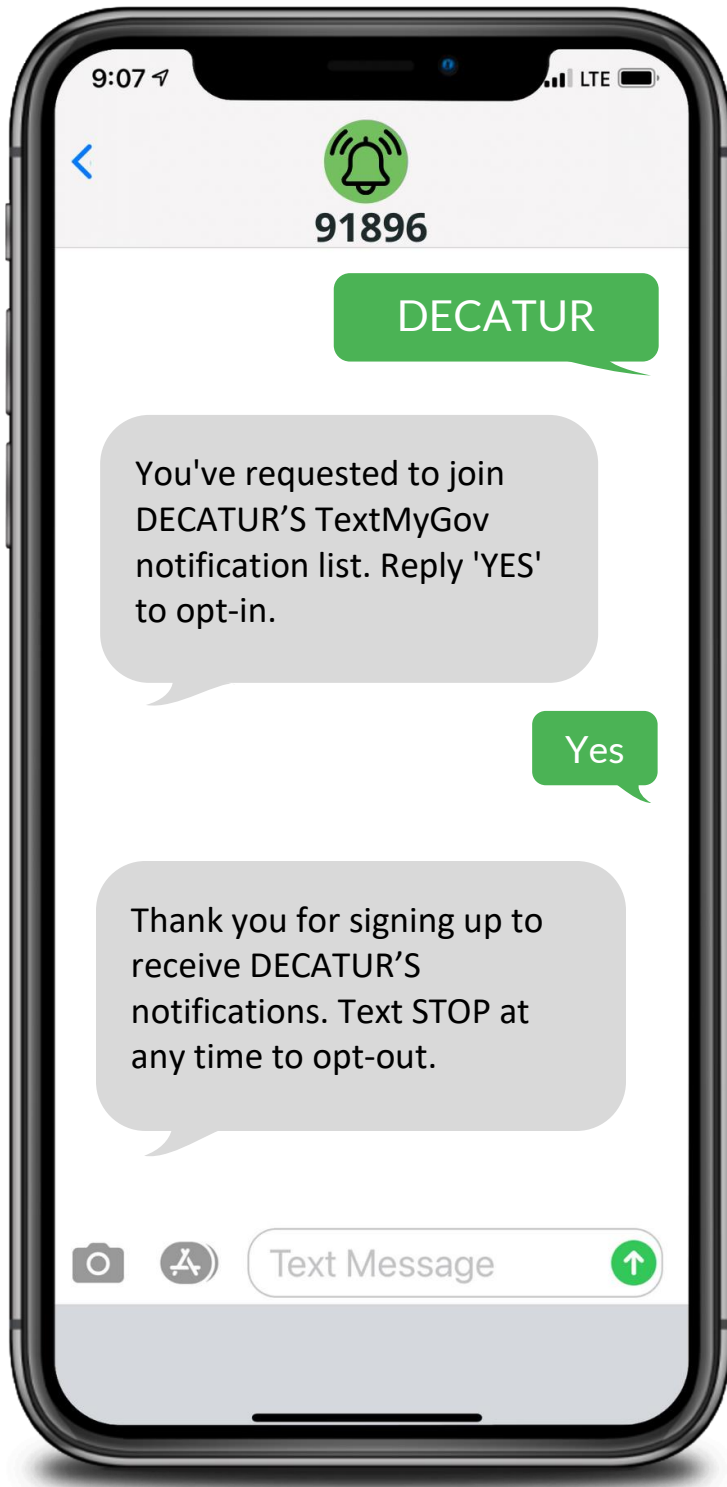 9:07 LTE
91896
DECATUR
You've requested to join
DECATUR’S TextMyGov
notification list. Reply 'YES'
to opt-in.
Yes
Thank you for signing up to
receive DECATUR’S
notifications. Text STOP at
any time to opt-out.
Text Message